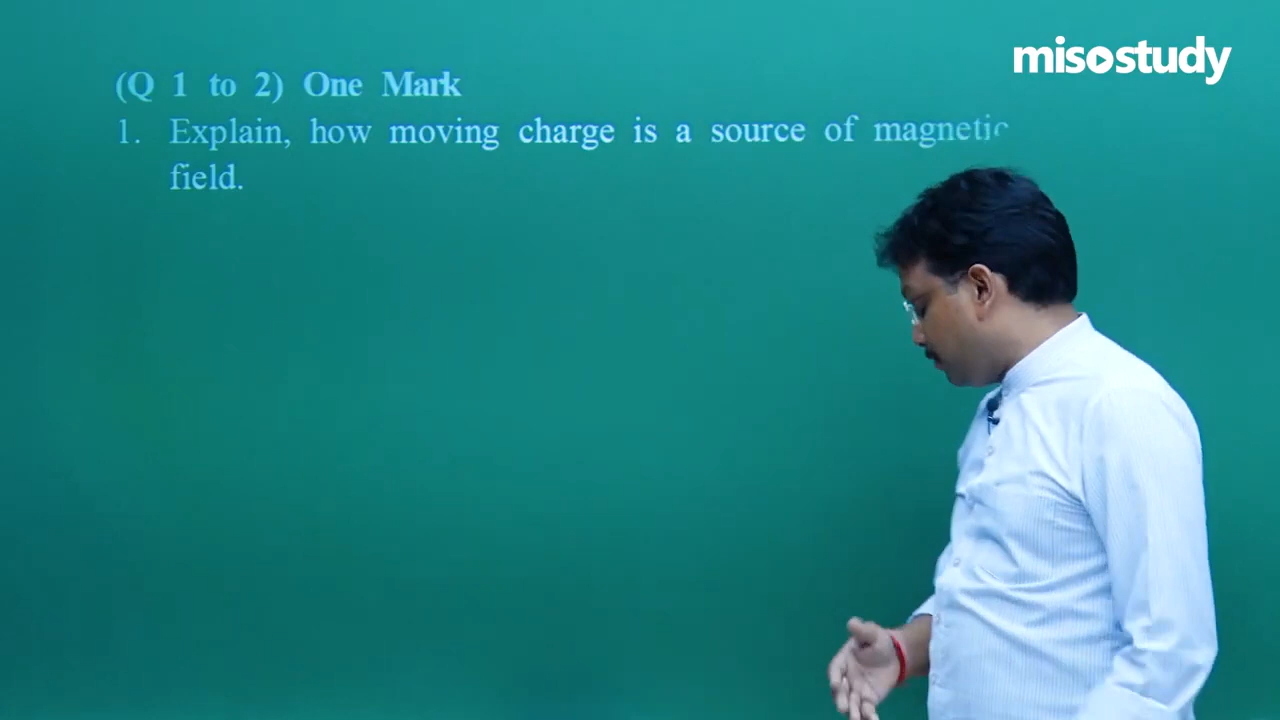 misostudy
(Q 1 to 2) One Mark
1. Explain, how moving charge is a source of magnetic
field.